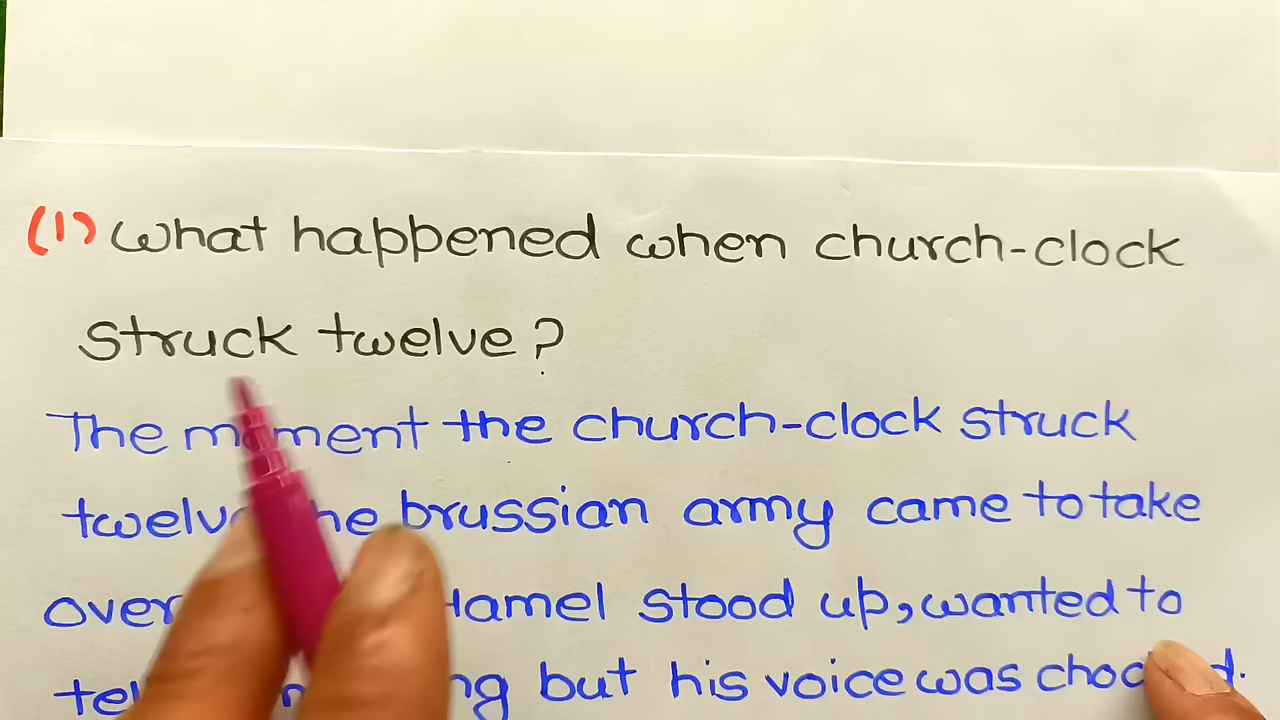 (1) What happened when church-clock
struck twelve?
The moment the church-clock struck
twelve he brussian army came to take
over Hamel stood up, wanted to
but his voice was